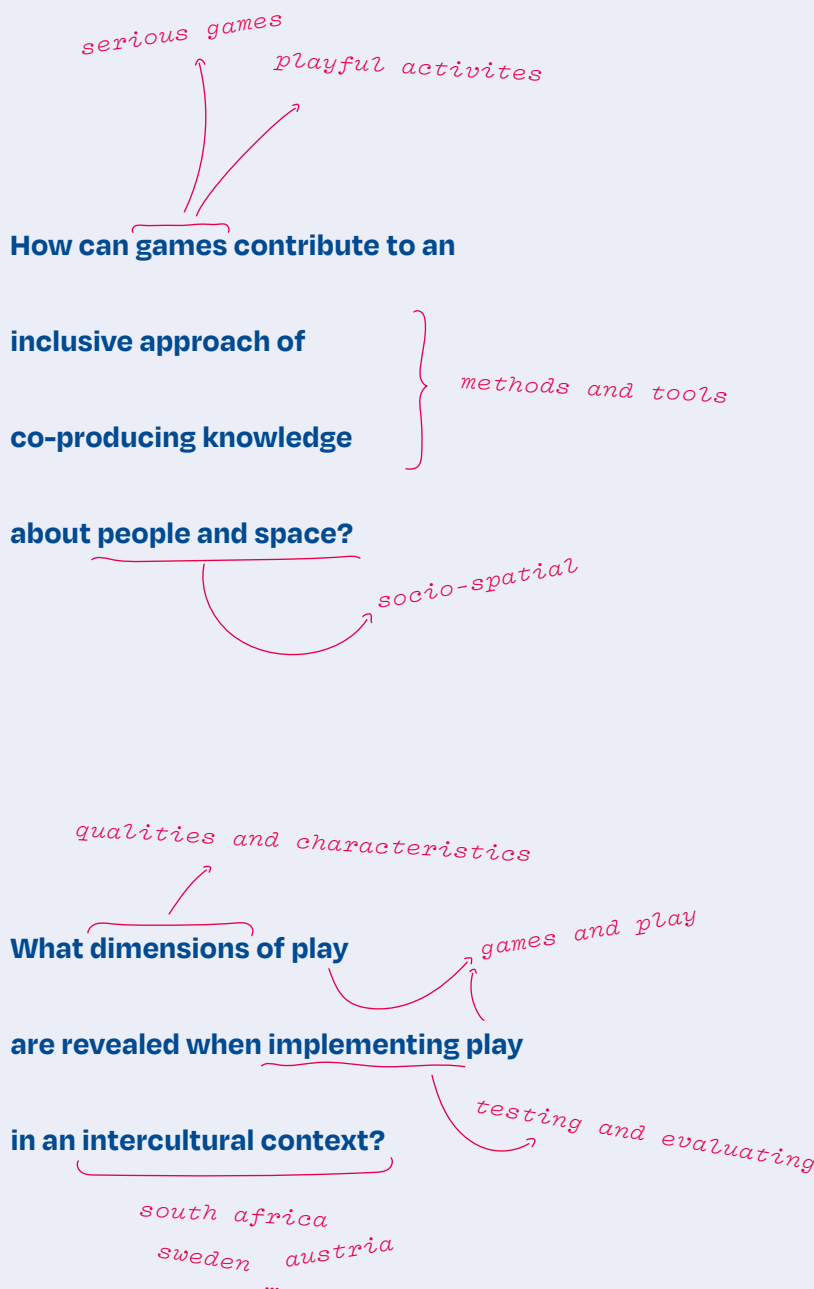 serious games
playful activites
How can games contribute to an
inclusive approach of
methods and tools
co-producing knowledge
about people and space?
socio-spatial
qualities and characteristics
What dimensions of play
games and play
are revealed when implementing play
testing and evaluating
in an intercultural context?
south africa
sweden austria